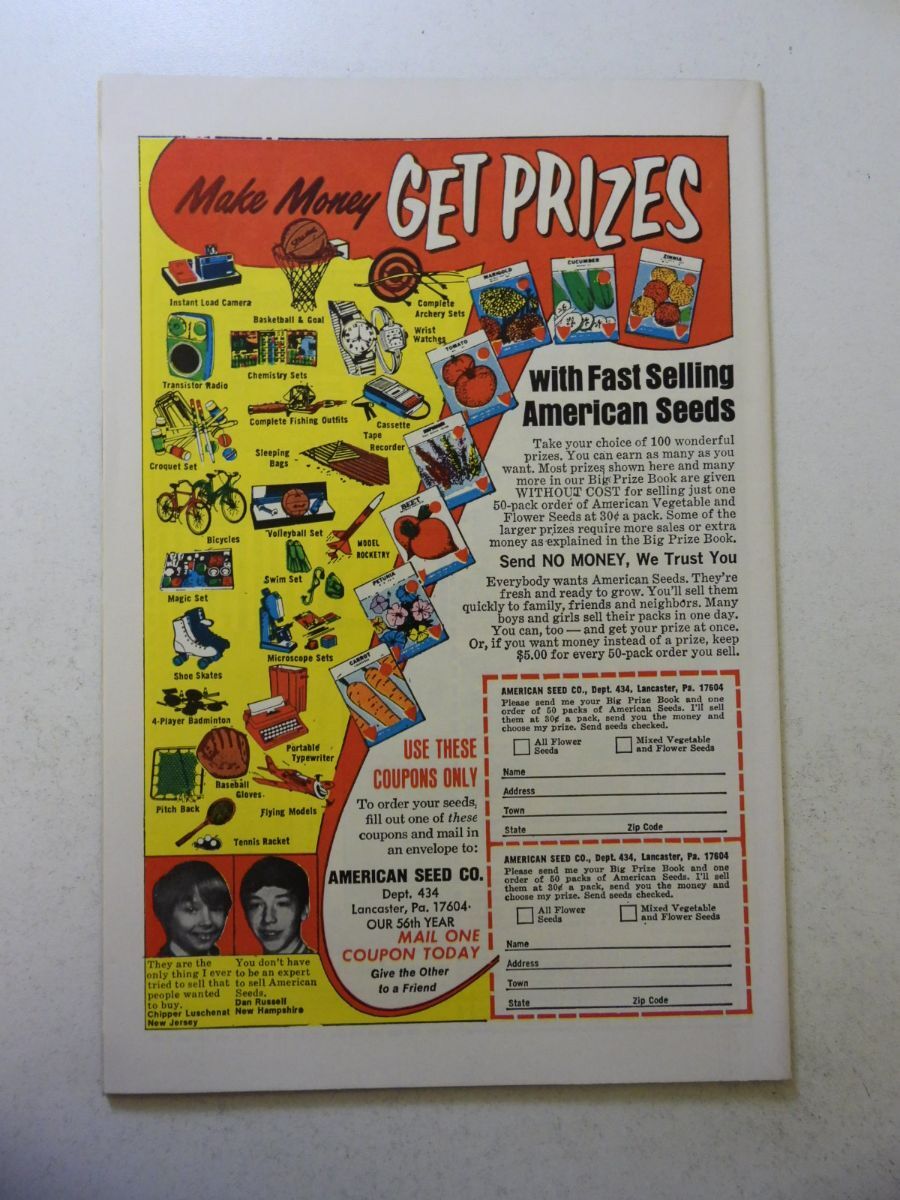 Make Money GET PRIZES
Instant Load Camera
Basketball & Goal
Complete
Archery Sets
Wrist
Watches
Transistor Radio
Chemistry Sets
Complete Fishing Outfits
Cassette
Tape
Recorder
Croquet Set
Sleeping
Bags
Bicycles
Volleyball Set
MODEL
ROCKETRY
Swim Set
Magic Set
Microscope Sets
Shoe Skates
4-Player Badminton
Portable
Typewriter
Baseball
Gloves
Pitch Back
Flying Models
Tennis Racket
MARIGOLD
CUCUMBER
ZINNIA
TOMATO
BEET
PETUNIA
CARROT
with Fast Selling
American Seeds
Take your choice of 100 wonderful
prizes. You can earn as many as you
want. Most prizes shown here and many
more in our Big Prize Book are given
WITHOUT COST for selling just one
50-pack order of American Vegetable and
Flower Seeds at 30¢ a pack. Some of the
larger prizes require more sales or extra
money as explained in the Big Prize Book.
Send NO MONEY, We Trust You
Everybody wants American Seeds. They're
fresh and ready to grow. You'll sell them
quickly to family, friends and neighbors. Many
boys and girls sell their packs in one day.
You can, too — and get your prize at once.
Or, if you want money instead of a prize, keep
$5.00 for every 50-pack order you sell.
USE THESE
COUPONS ONLY
To order your seeds,
fill out one of these
coupons and mail in
an envelope to:
AMERICAN SEED CO.
Dept. 434
Lancaster, Pa. 17604
OUR 56th YEAR
MAIL ONE
COUPON TODAY
Give the Other
to a Friend
AMERICAN SEED CO., Dept. 434, Lancaster, Pa. 17604
Please send me your Big Prize Book and one
order of 50 packs of American Seeds. I'll sell
them at 30¢ a pack, send you the money and
choose my prize. Send seeds checked.
All Flower
Seeds
Mixed Vegetable
and Flower Seeds
Name
Address
Town
State Zip Code
AMERICAN SEED CO., Dept. 434, Lancaster, Pa. 17604
Please send me your Big Prize Book and one
order of 50 packs of American Seeds. I'll sell
them at 30¢ a pack, send you the money and
choose my prize. Send seeds checked.
All Flower
Seeds
Mixed Vegetable
and Flower Seeds
Name
Address
Town
State Zip Code
They are the
only thing I ever
tried to sell that
people wanted
to buy.
Chipper Luschenat
New Jersey
You don't have
to be an expert
to sell American
Seeds.
Dan Russell
New Hampshire